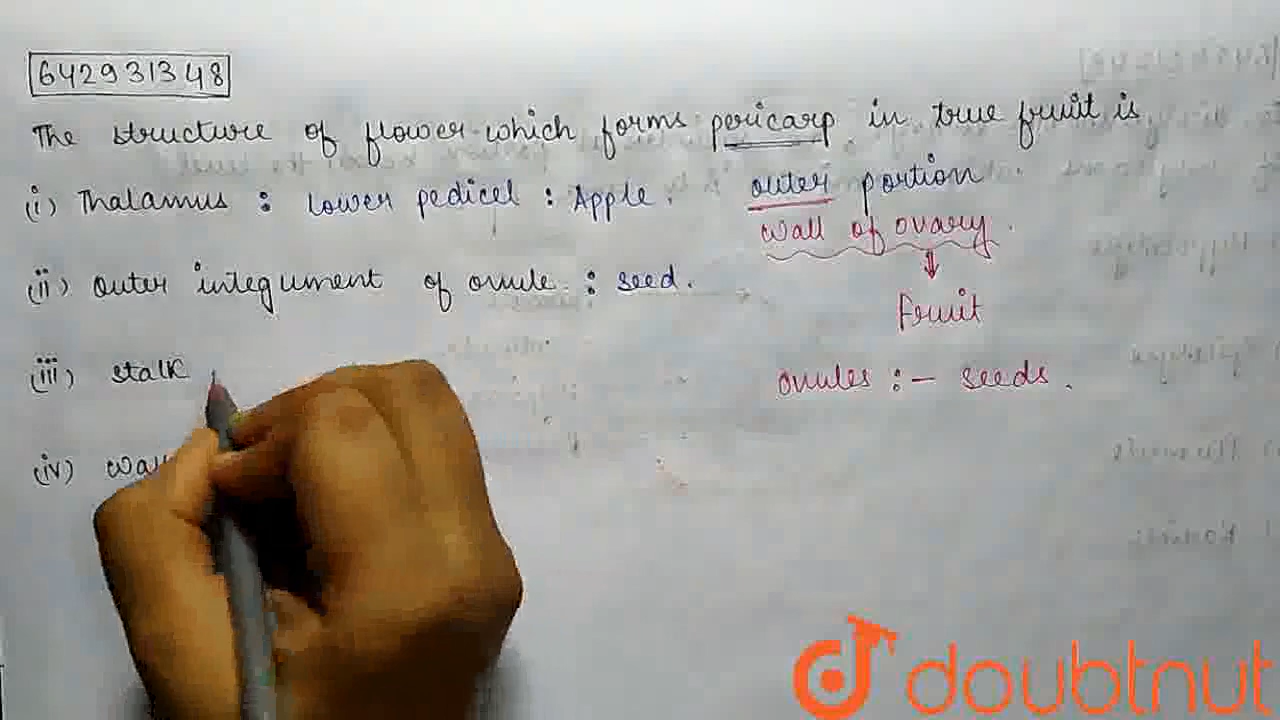 642931348
The structure of flower which forms pericarp in true fruit is
(i) Thalamus : Lower pedicel : Apple.
outer portion
wall of ovary.
(ii) outer integument of ovule : seed.
Fruit
(iii) stalk
ovules :- seeds.
(iv)
doubtnut